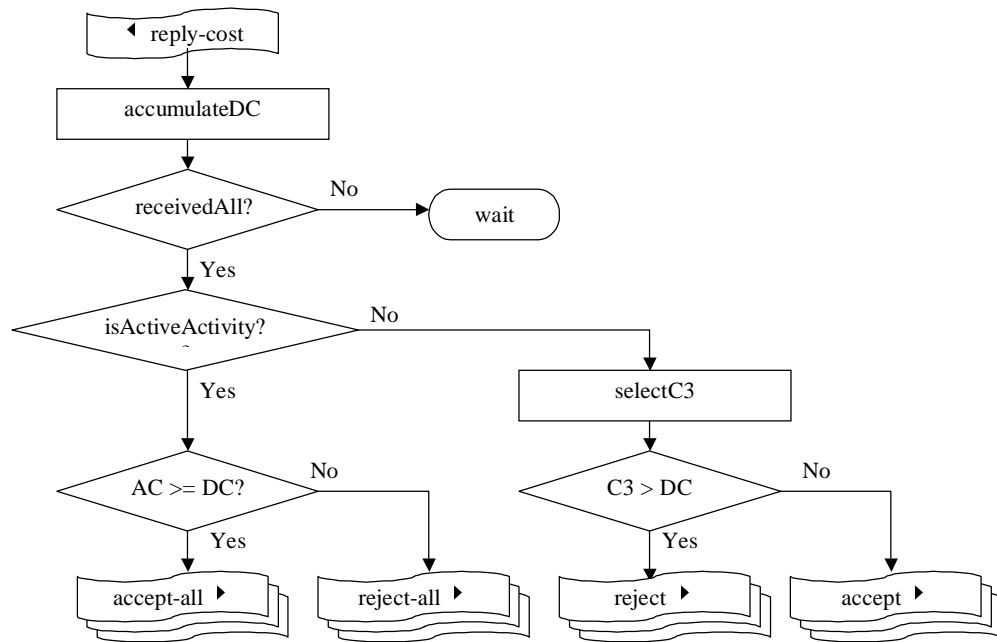 reply-cost
accumulateDC
receivedAll?
No
wait
Yes
isActiveActivity?
No
Yes
selectC3
AC >= DC?
No
C3 > DC
No
Yes
Yes
accept-all
reject-all
reject
accept